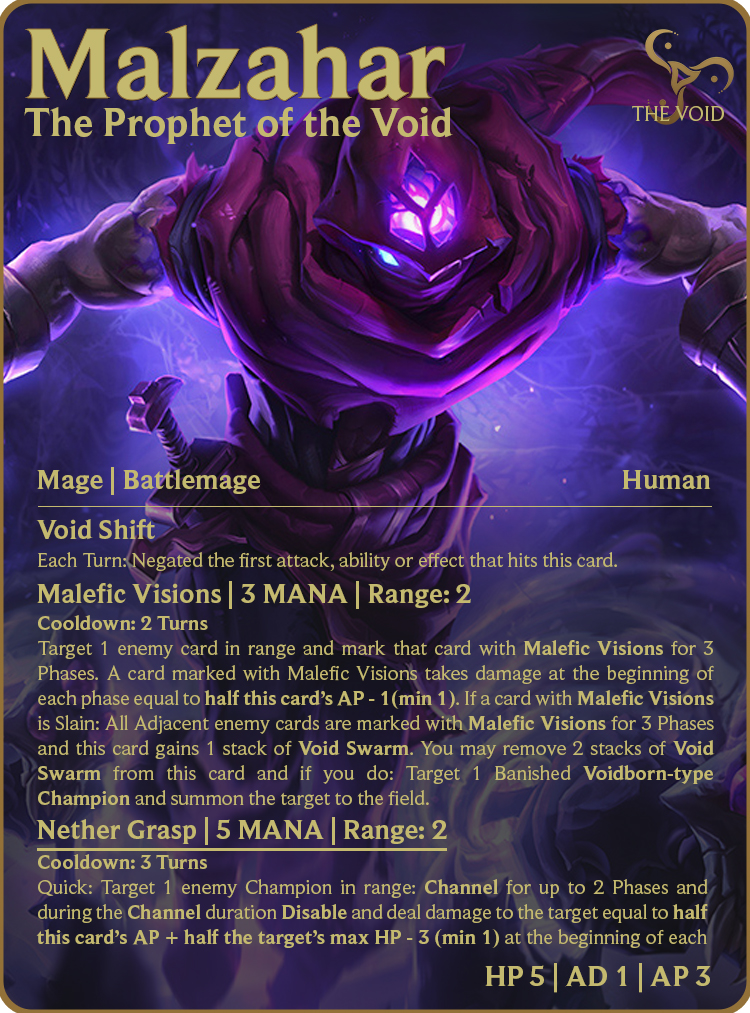 Malzahar
The Prophet of the Void
THE VOID
Mage | Battlemage
Human
Void Shift
Each Turn: Negated the first attack, ability or effect that hits this card.
Malefic Visions | 3 MANA | Range: 2
Cooldown: 2 Turns
Target 1 enemy card in range and mark that card with Malefic Visions for 3
Phases. A card marked with Malefic Visions takes damage at the beginning of
each phase equal to half this card's AP - 1(min 1). If a card with Malefic Visions
is Slain: All Adjacent enemy cards are marked with Malefic Visions for 3 Phases
and this card gains 1 stack of Void Swarm. You may remove 2 stacks of Void
Swarm from this card and if you do: Target 1 Banished Voidborn-type
Champion and summon the target to the field.
Nether Grasp | 5 MANA | Range: 2
Cooldown: 3 Turns
Quick: Target 1 enemy Champion in range: Channel for up to 2 Phases and
during the Channel duration Disable and deal damage to the target equal to half
this card's AP + half the target's max HP - 3 (min 1) at the beginning of each
HP 5 | AD 1 | AP 3